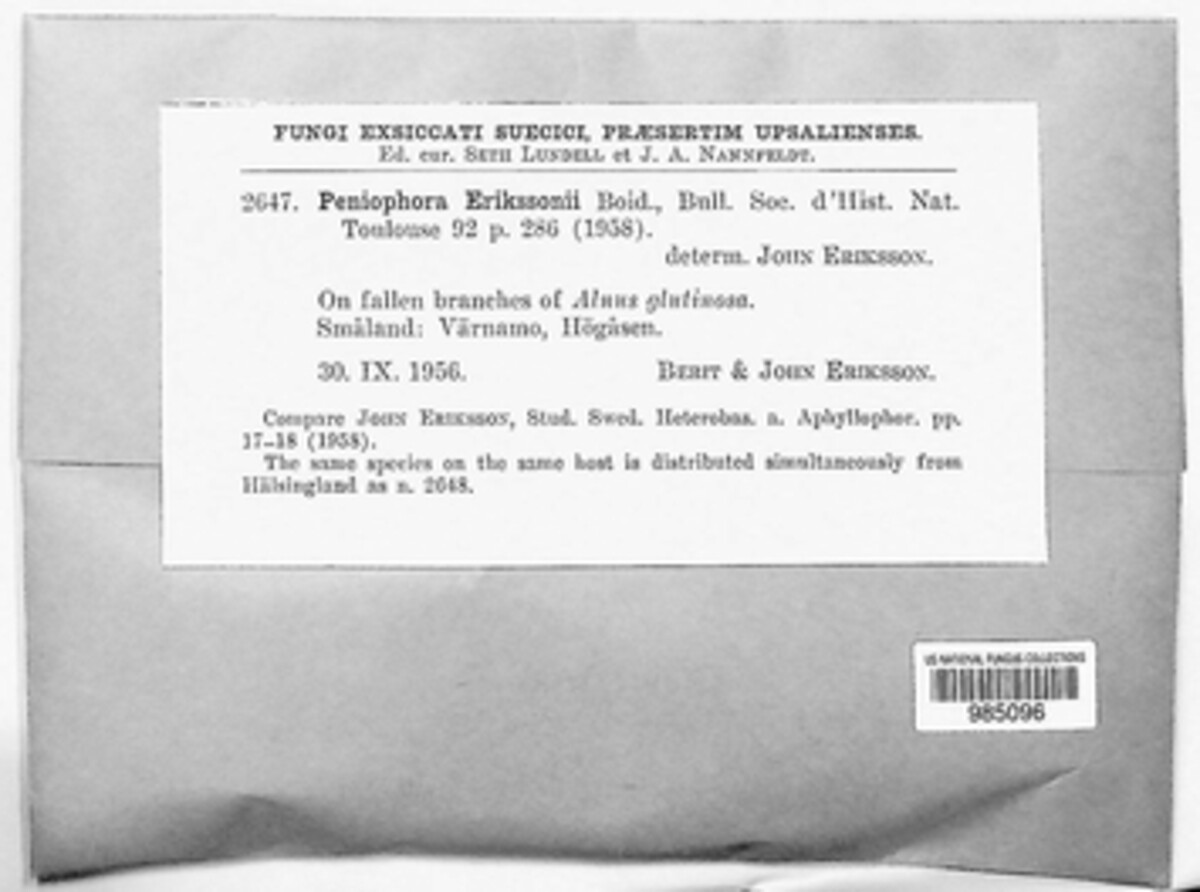 FUNGI EXSICCATI SUECICI, PRÆSERTIM UPSALIENSES.
Ed. cur. SETH LUNDELL et J. A. NANNFELDT.
2647. Peniophora Erikssonii Boid., Bull. Soc. d'Hist. Nat.
Toulouse 92 p. 286 (1958).
determ. JOHN ERIKSSON.
On fallen branches of Alnus glutinosa.
Småland: Värnamo, Högåsen.
30. IX. 1956. BERIT & JOHN ERIKSSON.
Compare JOHN ERIKSSON, Stud. Swed. Heterobas. a. Aphyllophor. pp.
17–18 (1958).
The same species on the same host is distributed simultaneously from
Hälsingland as n. 2648.
US NATIONAL FUNGUS COLLECTIONS
985096